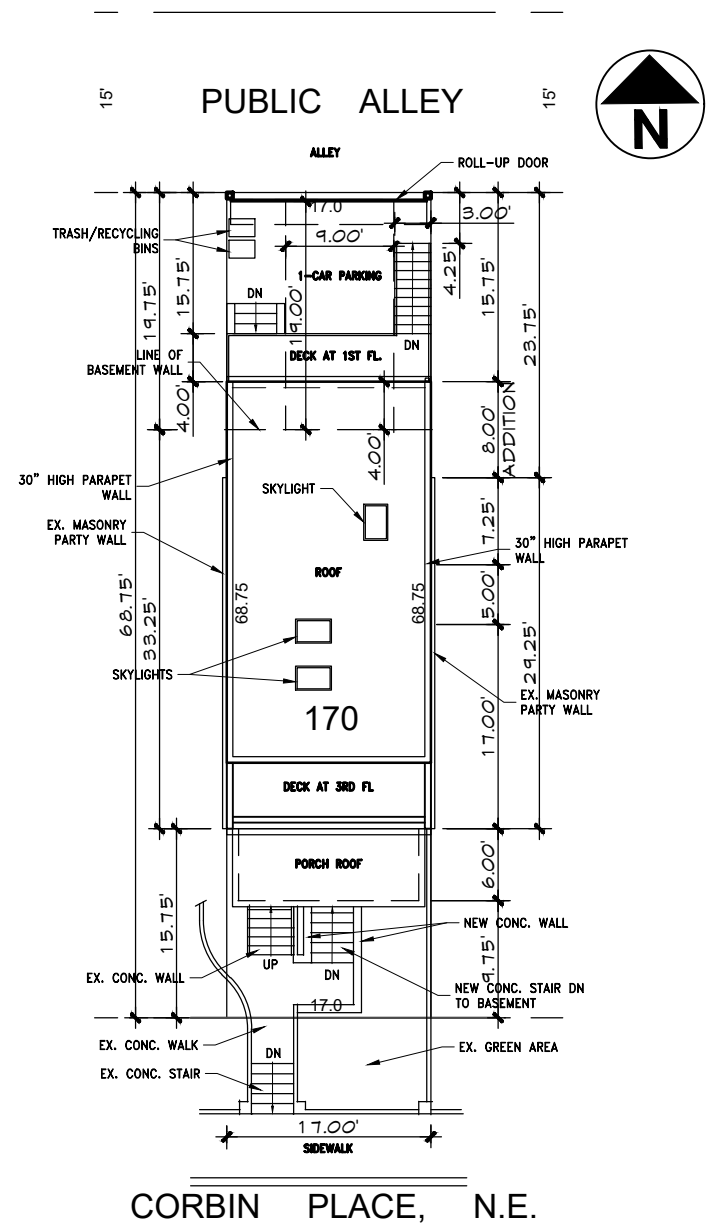 15'
PUBLIC ALLEY
15'
N
ALLEY
ROLL-UP DOOR
17.0
3.00'
TRASH/RECYCLING
BINS
9.00'
4.25'
1-CAR PARKING
15.75'
15.75'
19.75'
19.00'
23.75'
DN
DN
LINE OF
BASEMENT WALL
DECK AT 1ST FL.
4.00'
4.00'
8.00'
ADDITION
30" HIGH PARAPET
WALL
SKYLIGHT
7.25'
EX. MASONRY
PARTY WALL
30" HIGH PARAPET
WALL
ROOF
68.75'
33.25'
68.75
68.75
5.00'
29.25'
SKYLIGHTS
EX. MASONRY
PARTY WALL
170
17.00'
DECK AT 3RD FL
PORCH ROOF
6.00'
15.75'
NEW CONC. WALL
EX. CONC. WALL
UP
DN
9.75'
NEW CONC. STAIR DN
TO BASEMENT
17.0
EX. CONC. WALK
DN
EX. GREEN AREA
EX. CONC. STAIR
17.00'
SIDEWALK
CORBIN PLACE, N.E.